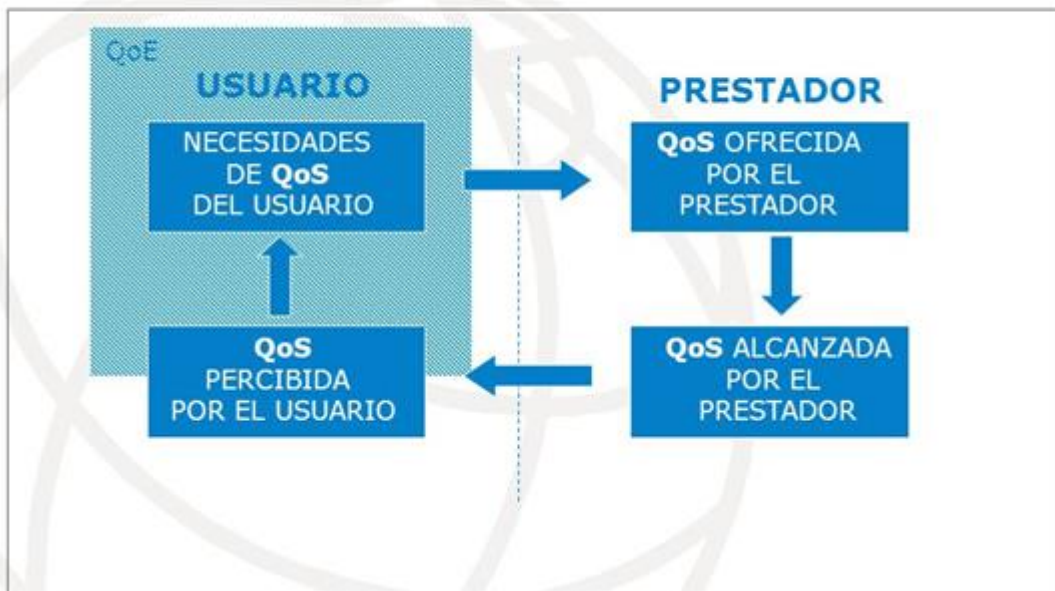 QoE
USUARIO
NECESIDADES
DE QoS
DEL USUARIO
QoS
PERCIBIDA
POR EL USUARIO
PRESTADOR
QoS OFRECIDA
POR EL
PRESTADOR
QoS ALCANZADA
POR EL
PRESTADOR